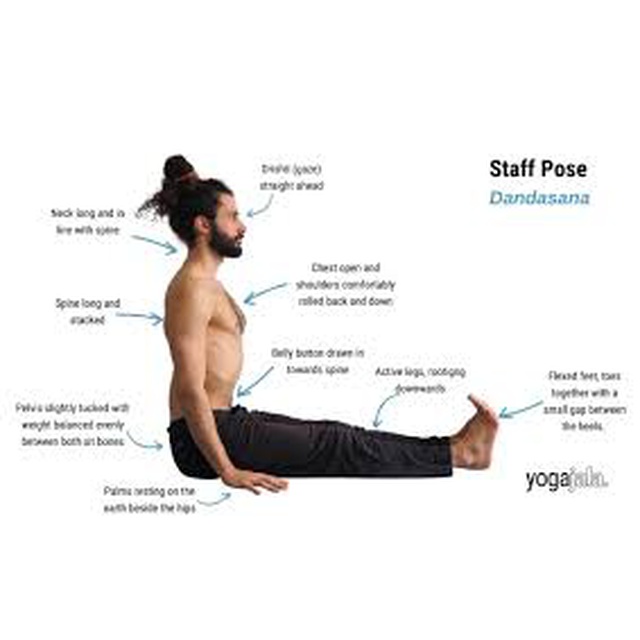 Staff Pose
Dandasana
Drishti (gaze)
straight ahead
Neck long and in
line with spine
Chest open and
shoulders comfortably
rolled back and down
Spine long and
stacked
Belly button drawn in
towards spine
Active legs, rooting
downwards
Flexed feet, toes
together with a
small gap between
the heels.
Pelvis slightly tucked with
weight balanced evenly
between both sit bones
Palms resting on the
earth beside the hips
yogajala.